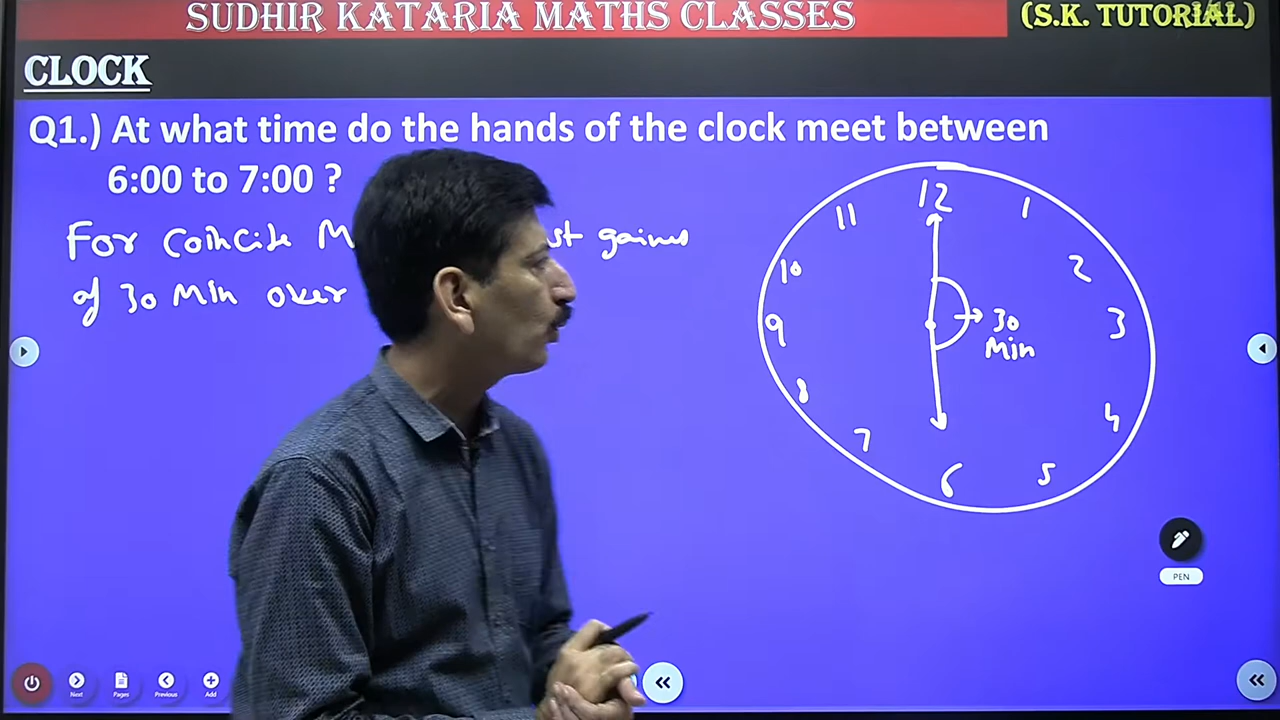 SUDHIR KATARIA MATHS CLASSES
(S.K. TUTORIAL)
CLOCK
Q1.) At what time do the hands of the clock meet between
6:00 to 7:00 ?
For Coincide M gains
of 30 Min over
12
11
1
10
2
9
3
30
Min
8
4
7
5
6
PEN
Next
Pages
Previous
Add